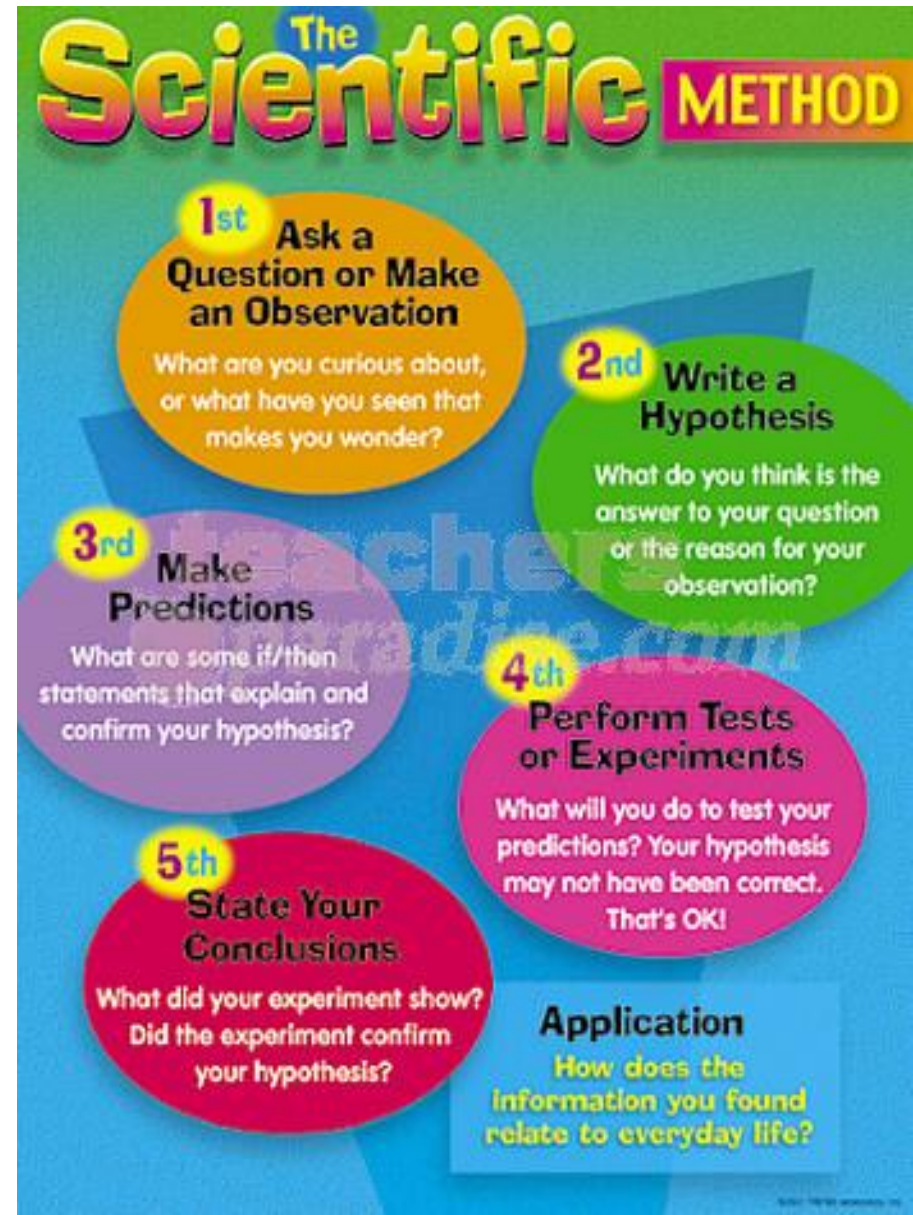 The
Scientific METHOD
1st
Ask a
Question or Make
an Observation
What are you curious about,
or what have you seen that
makes you wonder?
2nd
Write a
Hypothesis
What do you think is the
answer to your question
or the reason for your
observation?
3rd
Make
Predictions
What are some if/then
statements that explain and
confirm your hypothesis?
teachers
paradise.com
4th
Perform Tests
or Experiments
What will you do to test your
predictions? Your hypothesis
may not have been correct.
That's OK!
5th
State Your
Conclusions
What did your experiment show?
Did the experiment confirm
your hypothesis?
Application
How does the
information you found
relate to everyday life?